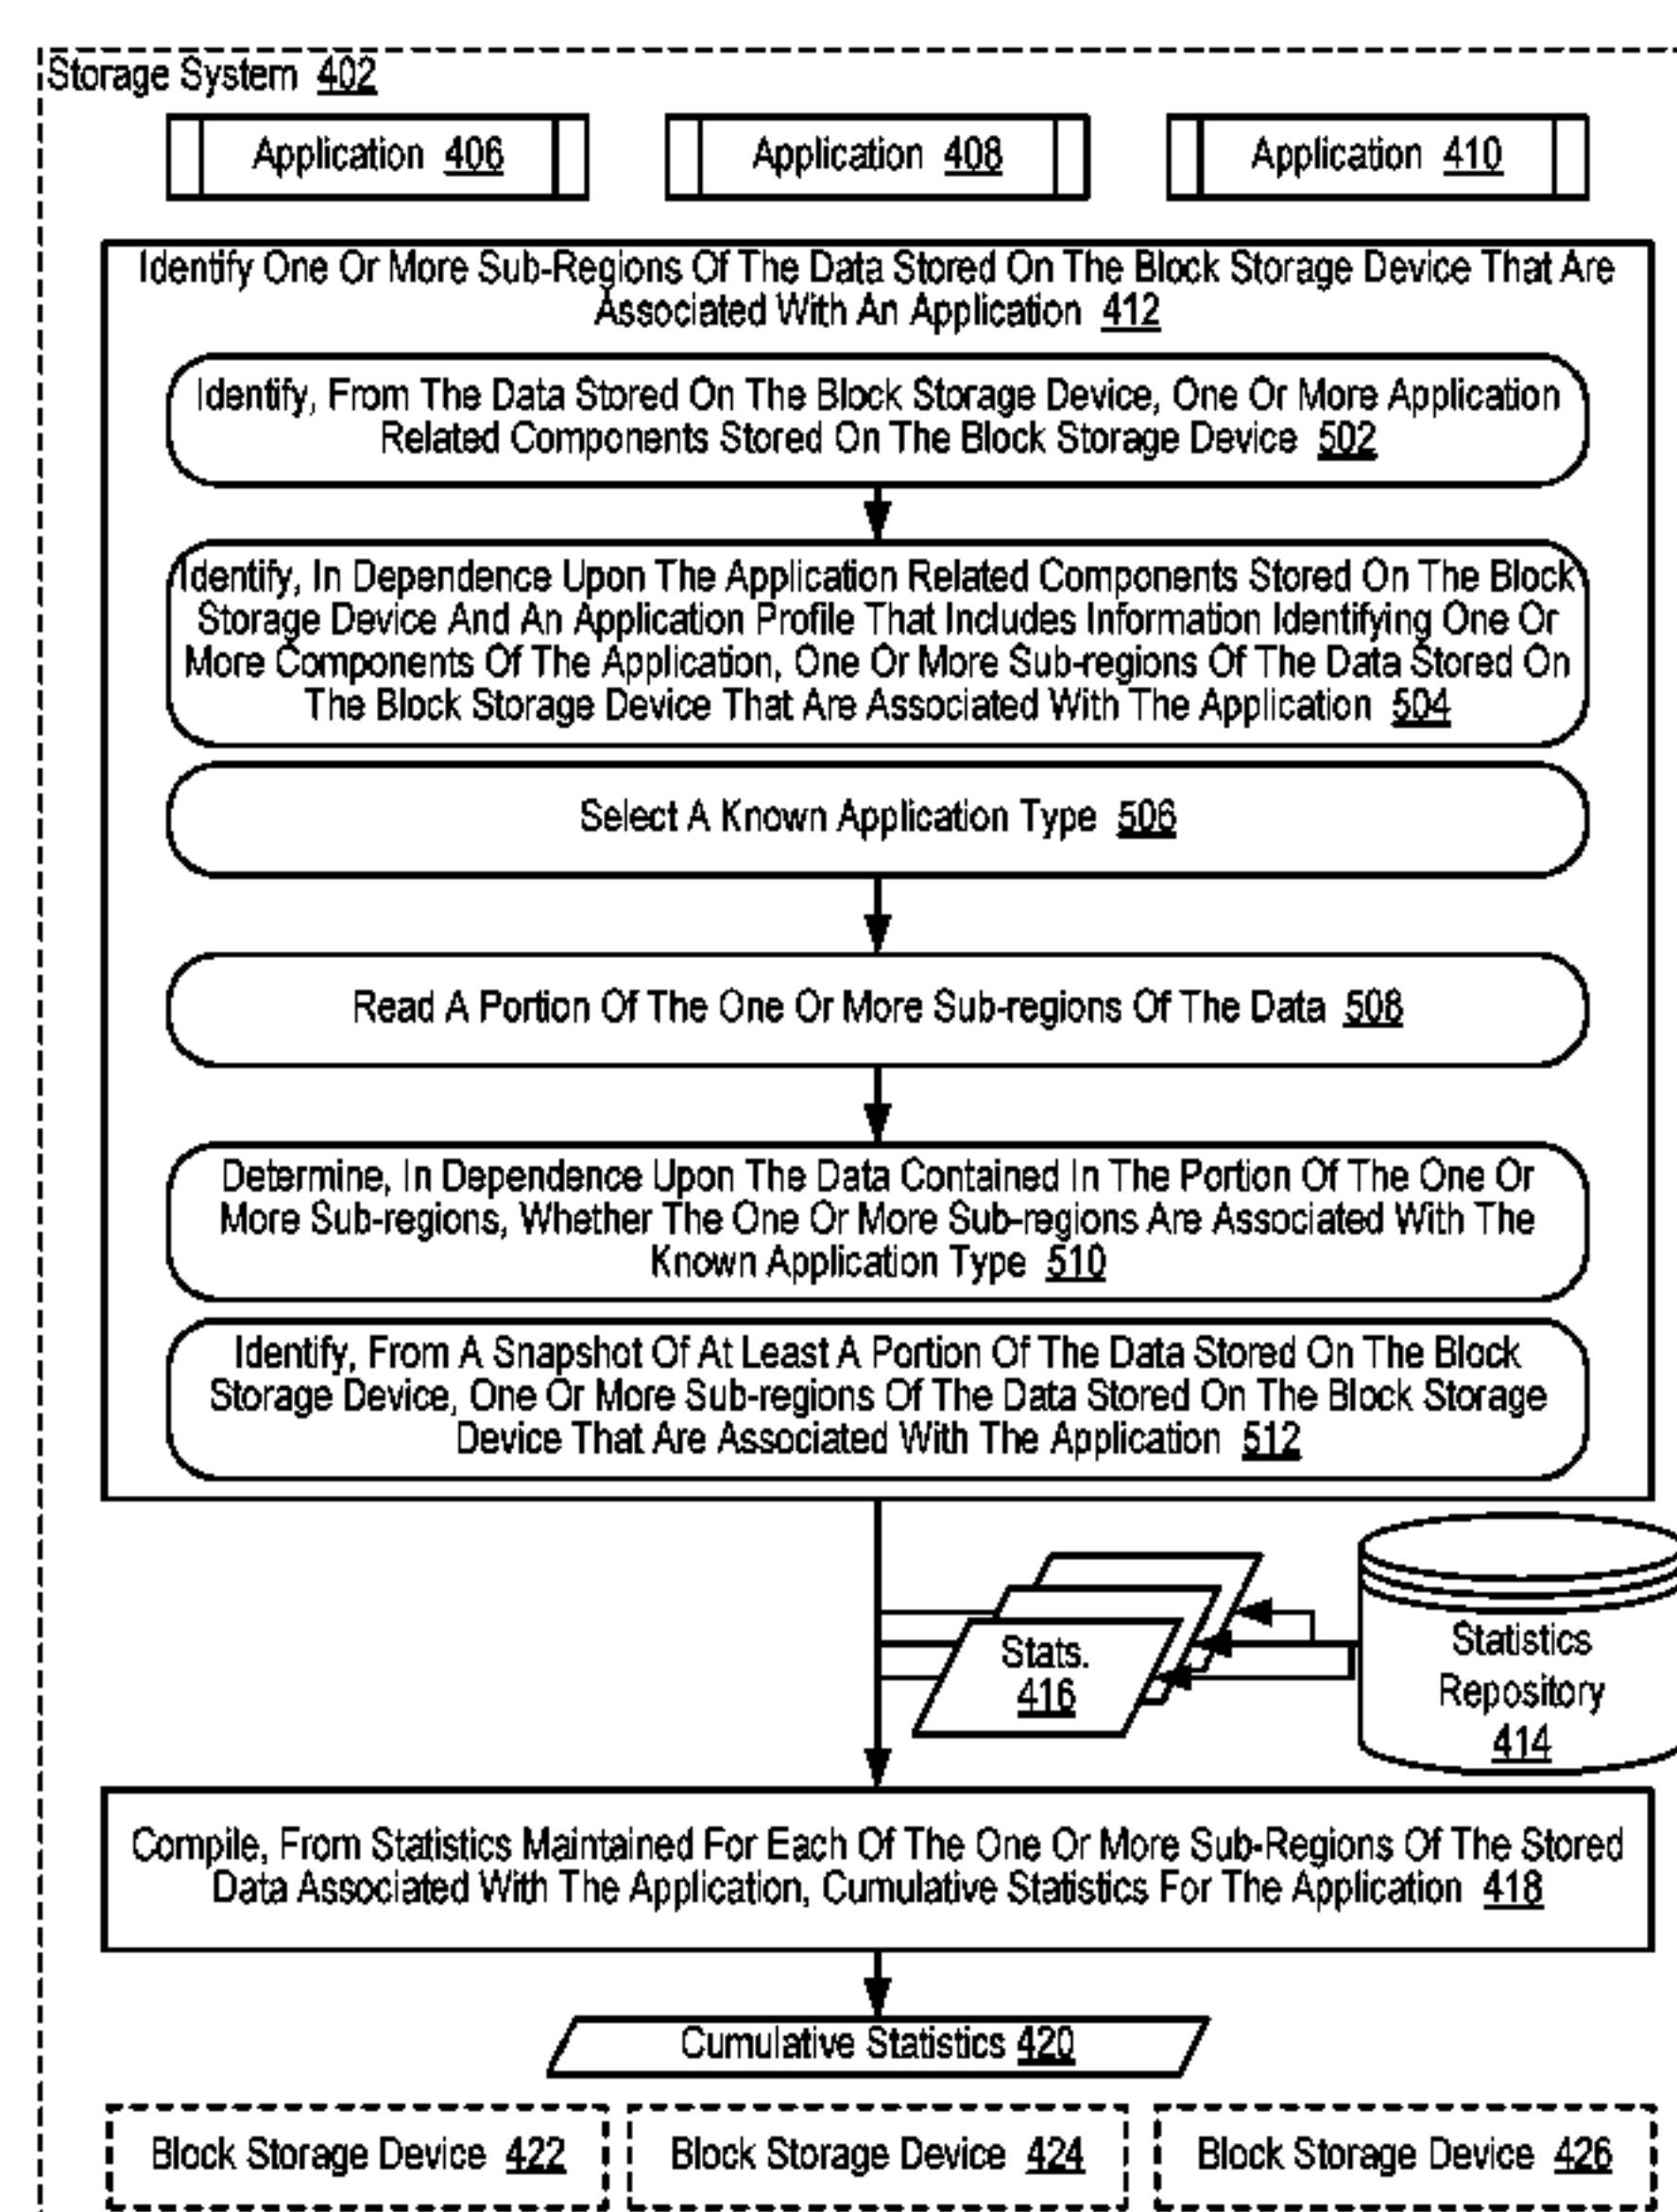 Storage System 402
Application 406
Application 408
Application 410
Identify One Or More Sub-Regions Of The Data Stored On The Block Storage Device That Are
Associated With An Application 412
Identify, From The Data Stored On The Block Storage Device, One Or More Application
Related Components Stored On The Block Storage Device 502
Identify, In Dependence Upon The Application Related Components Stored On The Block
Storage Device And An Application Profile That Includes Information Identifying One Or
More Components Of The Application, One Or More Sub-regions Of The Data Stored On
The Block Storage Device That Are Associated With The Application 504
Select A Known Application Type 506
Read A Portion Of The One Or More Sub-regions Of The Data 508
Determine, In Dependence Upon The Data Contained In The Portion Of The One Or
More Sub-regions, Whether The One Or More Sub-regions Are Associated With The
Known Application Type 510
Identify, From A Snapshot Of At Least A Portion Of The Data Stored On The Block
Storage Device, One Or More Sub-regions Of The Data Stored On The Block Storage
Device That Are Associated With The Application 512
Stats.
416
Statistics
Repository
414
Compile, From Statistics Maintained For Each Of The One Or More Sub-Regions Of The Stored
Data Associated With The Application, Cumulative Statistics For The Application 418
Cumulative Statistics 420
Block Storage Device 422
Block Storage Device 424
Block Storage Device 426